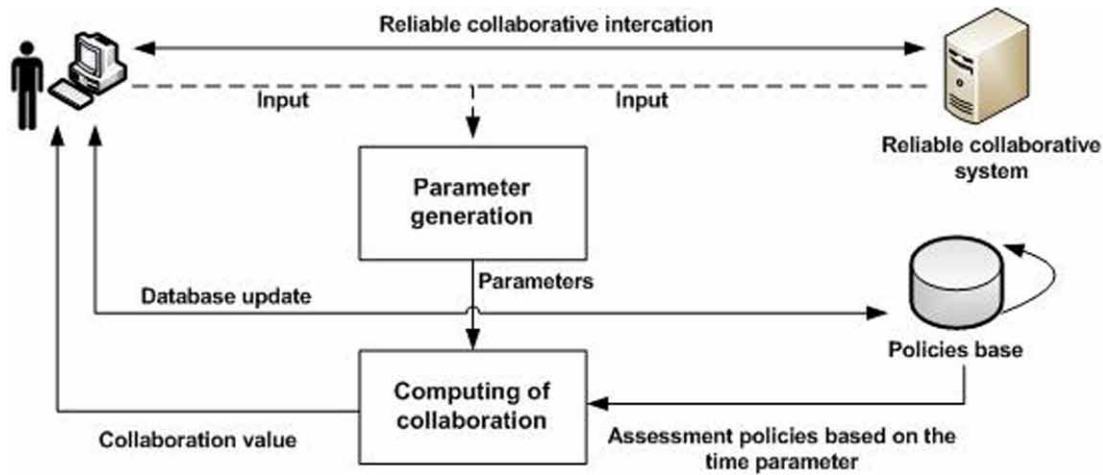 Reliable collaborative intercation
Input
Input
Reliable collaborative
system
Parameter
generation
Parameters
Database update
Policies base
Computing of
collaboration
Collaboration value
Assessment policies based on the
time parameter